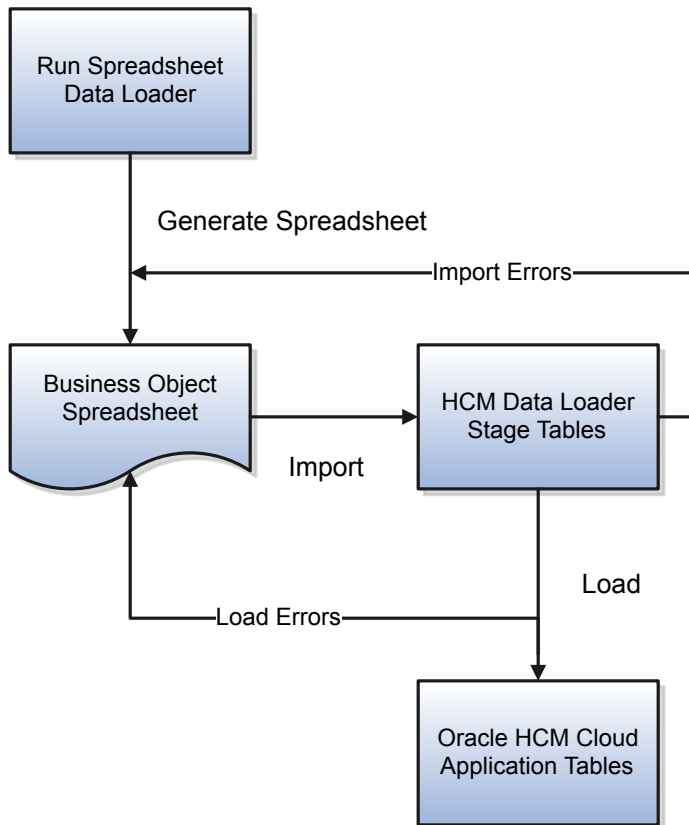 Run Spreadsheet
Data Loader
Generate Spreadsheet
Import Errors
Business Object
Spreadsheet
HCM Data Loader
Stage Tables
Import
Load
Load Errors
Oracle HCM Cloud
Application Tables